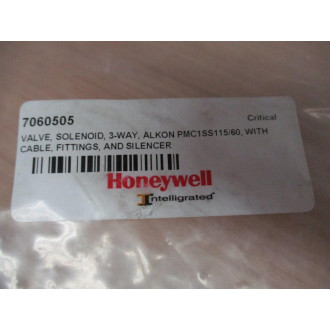 7060505 Critical
VALVE, SOLENOID, 3-WAY, ALKON PMC1SS115/60, WITH
CABLE, FITTINGS, AND SILENCER
Honeywell
Intelligrated